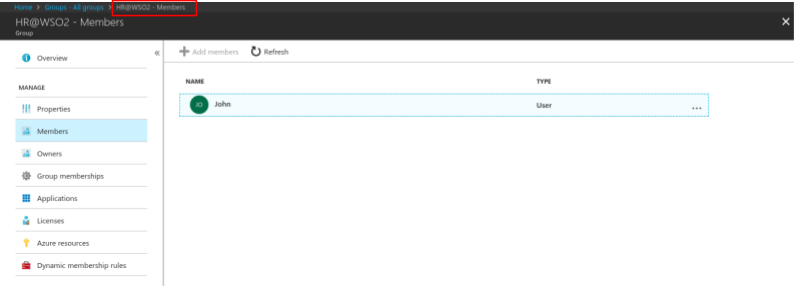 Home > Groups - All groups > HR@WSO2 - Members
HR@WSO2 - Members
Group
Overview
MANAGE
Properties
Members
Owners
Group memberships
Applications
Licenses
Azure resources
Dynamic membership rules
« + Add members Refresh
NAME TYPE
JO John User ...